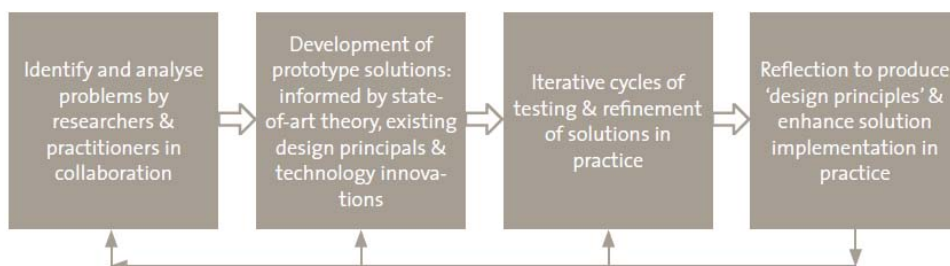 Identify and analyse
problems by
researchers &
practitioners in
collaboration
Development of
prototype solutions:
informed by state-
of-art theory, existing
design principals &
technology innova-
tions
Iterative cycles of
testing & refinement
of solutions in
practice
Reflection to produce
‘design principles’ &
enhance solution
implementation in
practice